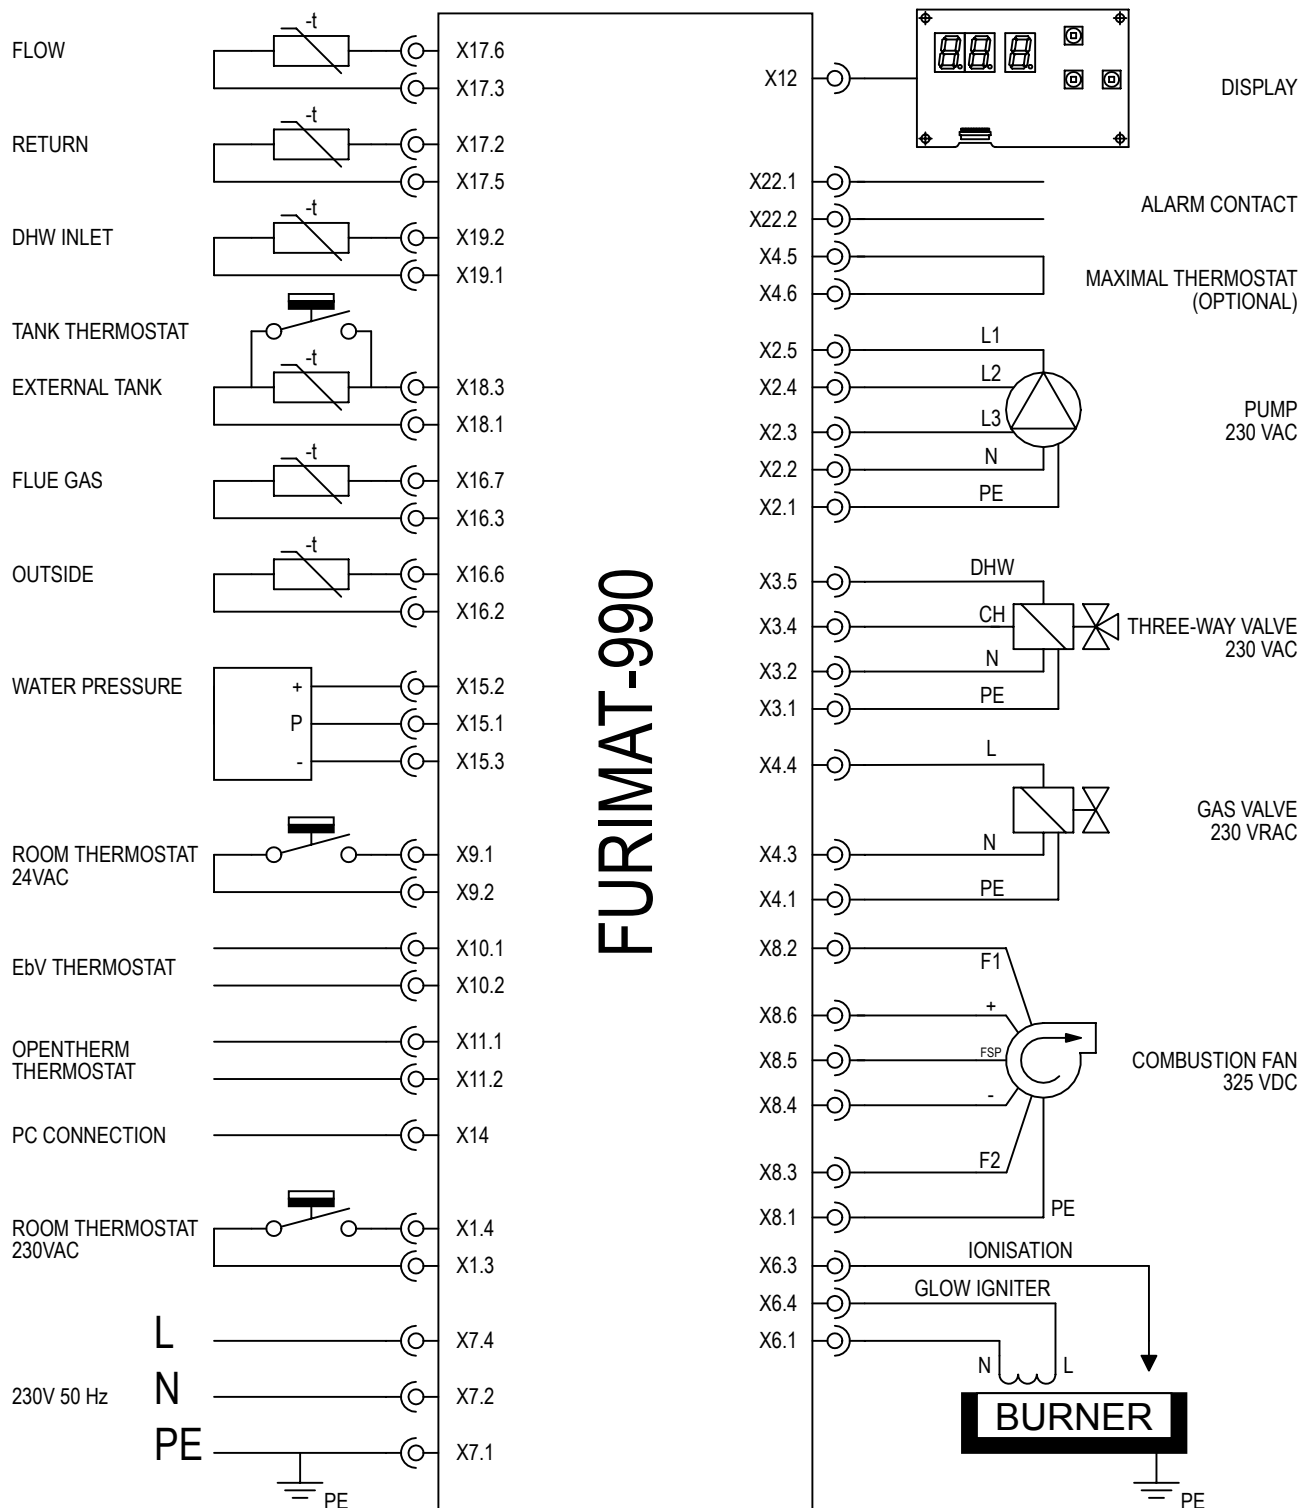 FLOW
-t
X17.6
X17.3
RETURN
-t
X17.2
X17.5
DHW INLET
-t
X19.2
X19.1
TANK THERMOSTAT
-t
EXTERNAL TANK
X18.3
X18.1
FLUE GAS
-t
X16.7
X16.3
OUTSIDE
-t
X16.6
X16.2
WATER PRESSURE
+
X15.2
P
X15.1
-
X15.3
ROOM THERMOSTAT
24VAC
X9.1
X9.2
EbV THERMOSTAT
X10.1
X10.2
OPENTHERM
THERMOSTAT
X11.1
X11.2
PC CONNECTION
X14
ROOM THERMOSTAT
230VAC
X1.4
X1.3
L
X7.4
230V 50 Hz
N
X7.2
PE
X7.1
PE
FURIMAT-990
X12
8.8. 8.
DISPLAY
X22.1
X22.2
ALARM CONTACT
X4.5
X4.6
MAXIMAL THERMOSTAT
(OPTIONAL)
X2.5
L1
X2.4
L2
X2.3
L3
X2.2
N
X2.1
PE
PUMP
230 VAC
X3.5
DHW
X3.4
CH
X3.2
N
X3.1
PE
THREE-WAY VALVE
230 VAC
X4.4
L
X4.3
N
X4.1
PE
GAS VALVE
230 VRAC
X8.2
F1
X8.6
+
X8.5
FSP
X8.4
-
X8.3
F2
X8.1
PE
COMBUSTION FAN
325 VDC
X6.3
IONISATION
X6.4
GLOW IGNITER
X6.1
N
L
BURNER
PE